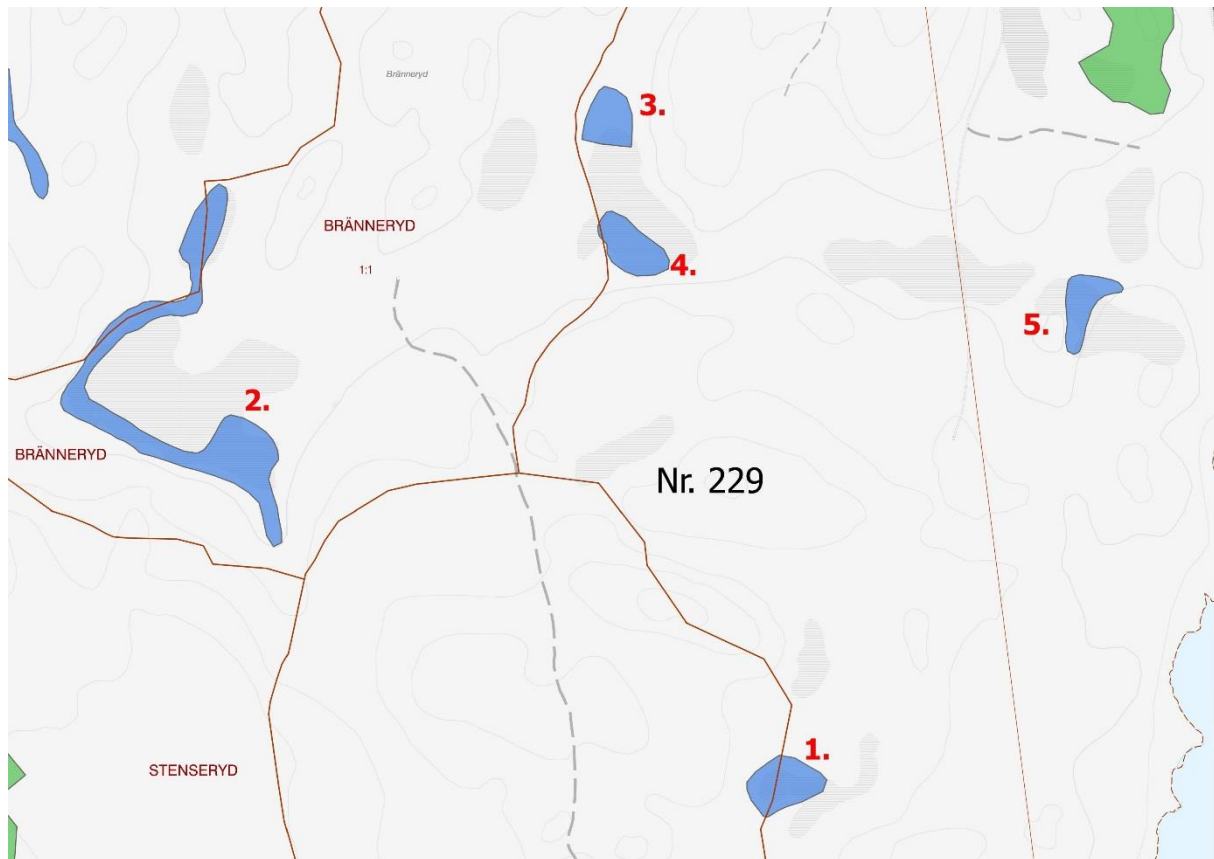 Bränneryd
3.
BRÄNNERYD
1:1
4.
5.
2.
BRÄNNERYD
Nr. 229
1.
STENSERYD